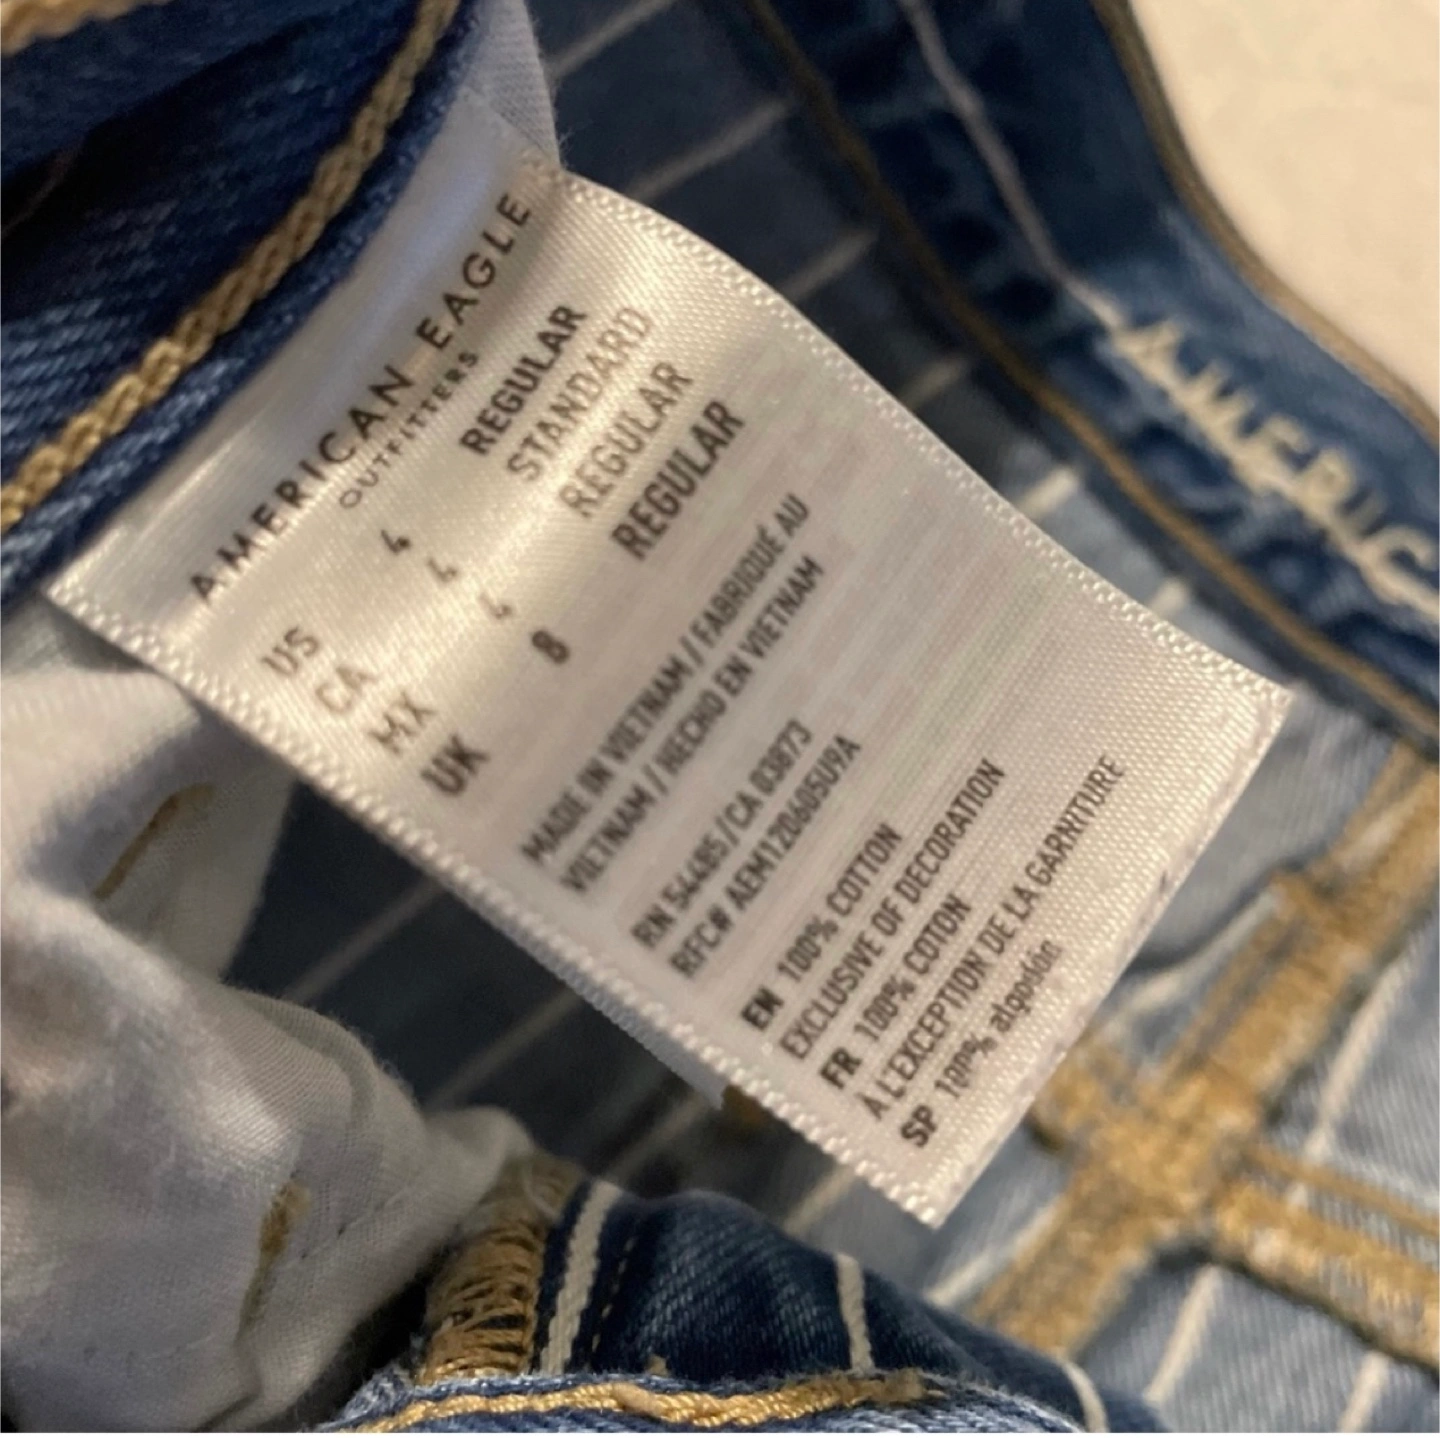 AMERICAN EAGLE
OUTFITTERS
US 4 REGULAR
CA 4 STANDARD
MX 4 REGULAR
UK 8 REGULAR
MADE IN VIETNAM / FABRIQUÉ AU
VIETNAM / HECHO EN VIETNAM
RN 54485 / CA 03873
RFC# AEM120605U9A
EN 100% COTTON
EXCLUSIVE OF DECORATION
FR 100% COTON
À L'EXCEPTION DE LA GARNITURE
SP 100% algodón